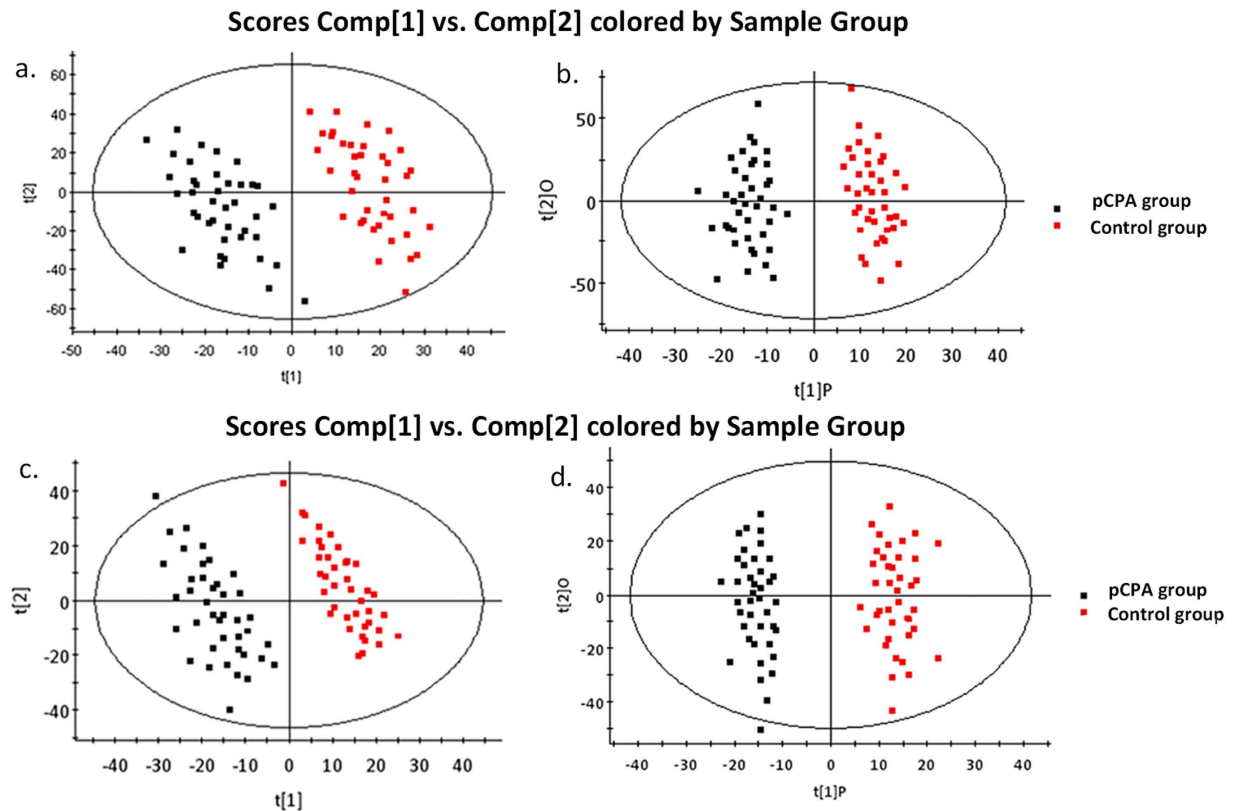 Scores Comp[1] vs. Comp[2] colored by Sample Group
a.
60
40
20
0
-20
-40
-60
t[2]
-50 -40 -30 -20 -10 0 10 20 30 40
t[1]
b.
50
0
-50
t[2]O
-40 -30 -20 -10 0 10 20 30 40
t[1]P
pCPA group
Control group
Scores Comp[1] vs. Comp[2] colored by Sample Group
c.
40
20
0
-20
-40
t[2]
-40 -30 -20 -10 0 10 20 30 40
t[1]
d.
40
20
0
-20
-40
t[2]O
-40 -30 -20 -10 0 10 20 30 40
t[1]P
pCPA group
Control group